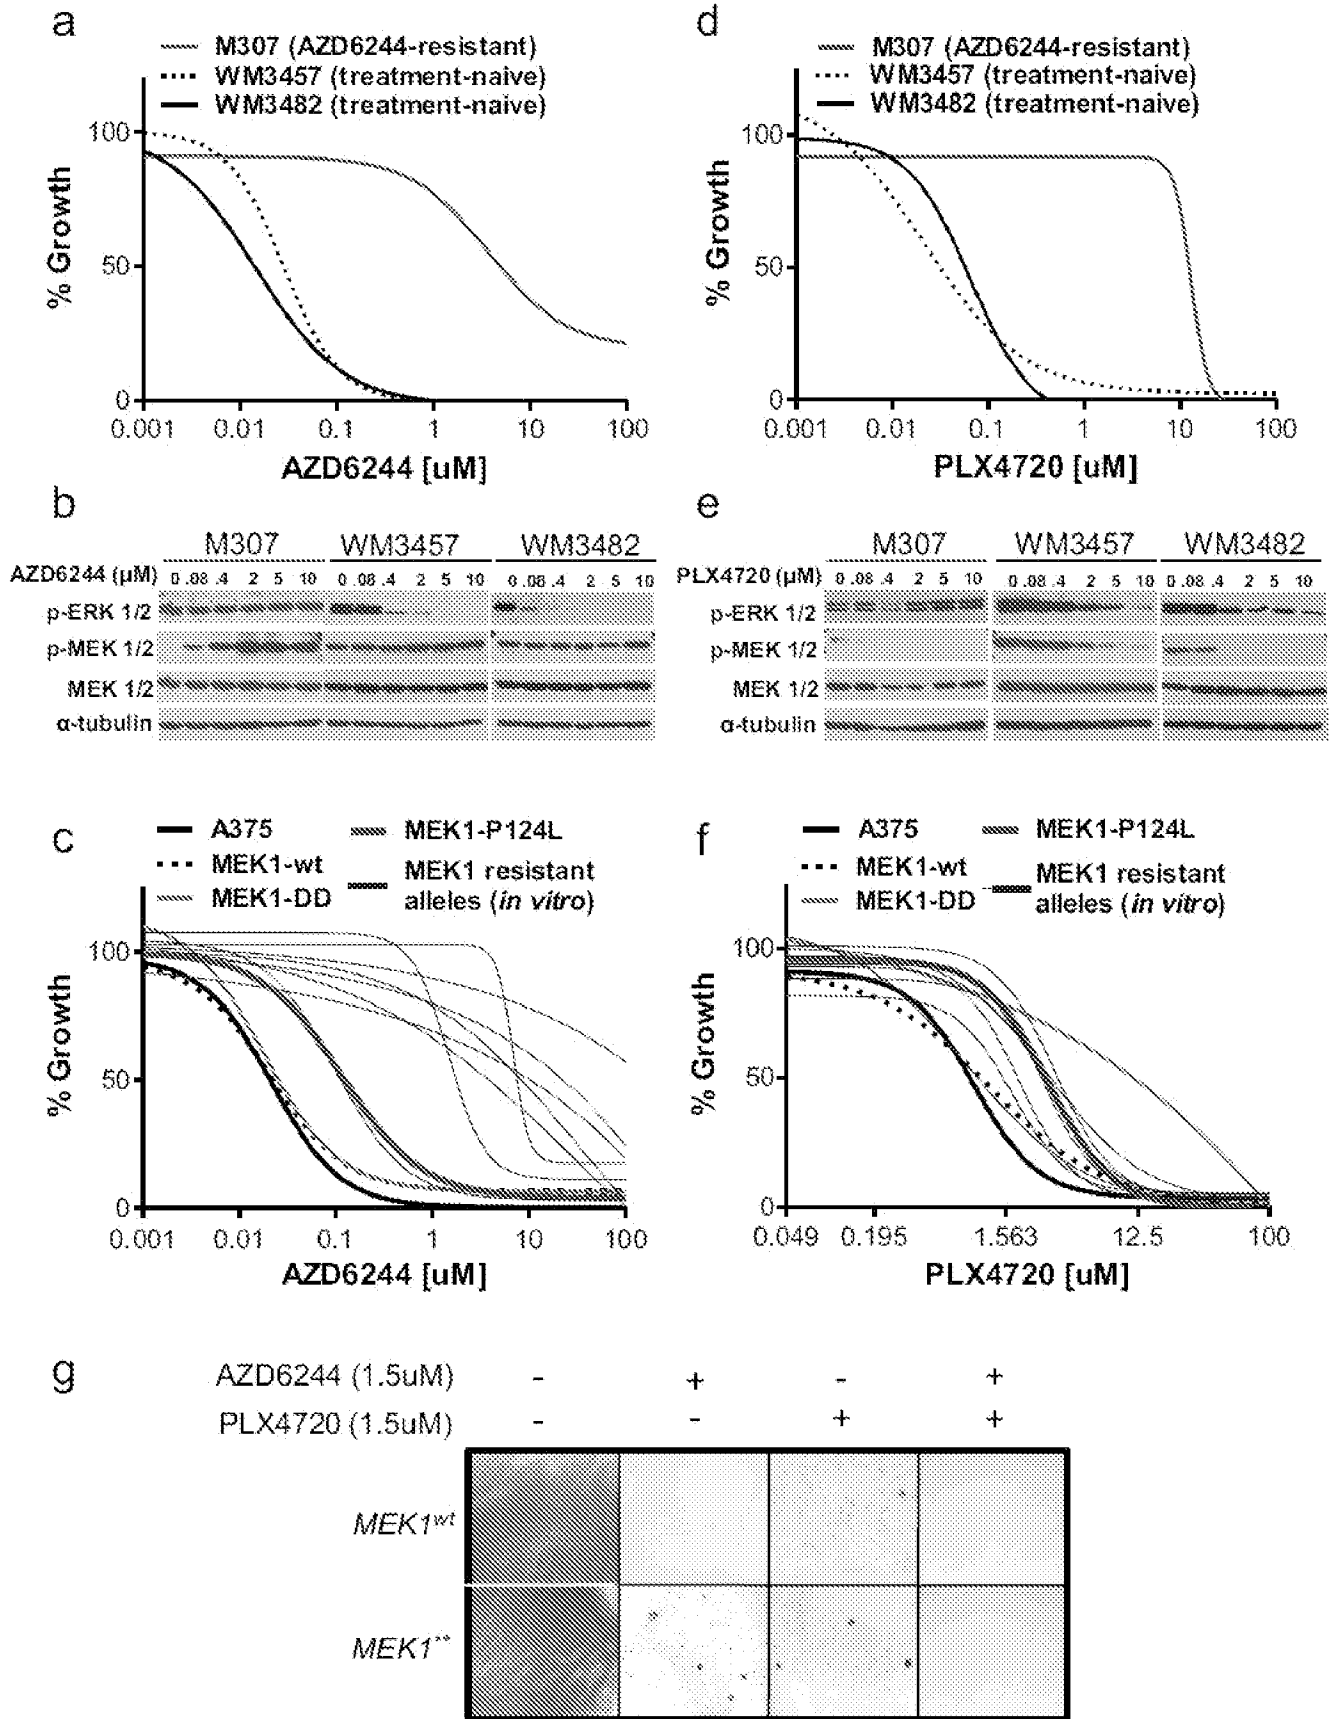 a
M307 (AZD6244-resistant)
WM3457 (treatment-naive)
WM3482 (treatment-naive)
% Growth
100
50
0
0.001 0.01 0.1 1 10 100
AZD6244 [uM]
d
M307 (AZD6244-resistant)
WM3457 (treatment-naive)
WM3482 (treatment-naive)
% Growth
100
50
0
0.001 0.01 0.1 1 10 100
PLX4720 [uM]
b
M307 WM3457 WM3482
AZD6244 (μM) 0 .08 .4 2 5 10 0 .08 .4 2 5 10 0 .08 .4 2 5 10
p-ERK 1/2
p-MEK 1/2
MEK 1/2
α-tubulin
e
M307 WM3457 WM3482
PLX4720 (μM) 0 .08 .4 2 5 10 0 .08 .4 2 5 10 0 .08 .4 2 5 10
p-ERK 1/2
p-MEK 1/2
MEK 1/2
α-tubulin
c
A375 MEK1-P124L
MEK1-wt MEK1 resistant
MEK1-DD alleles (in vitro)
% Growth
100
50
0
0.001 0.01 0.1 1 10 100
AZD6244 [uM]
f
A375 MEK1-P124L
MEK1-wt MEK1 resistant
MEK1-DD alleles (in vitro)
% Growth
100
50
0
0.049 0.195 1.563 12.5 100
PLX4720 [uM]
g
AZD6244 (1.5uM) - + - +
PLX4720 (1.5uM) - - + +
MEK1wt
MEK1**